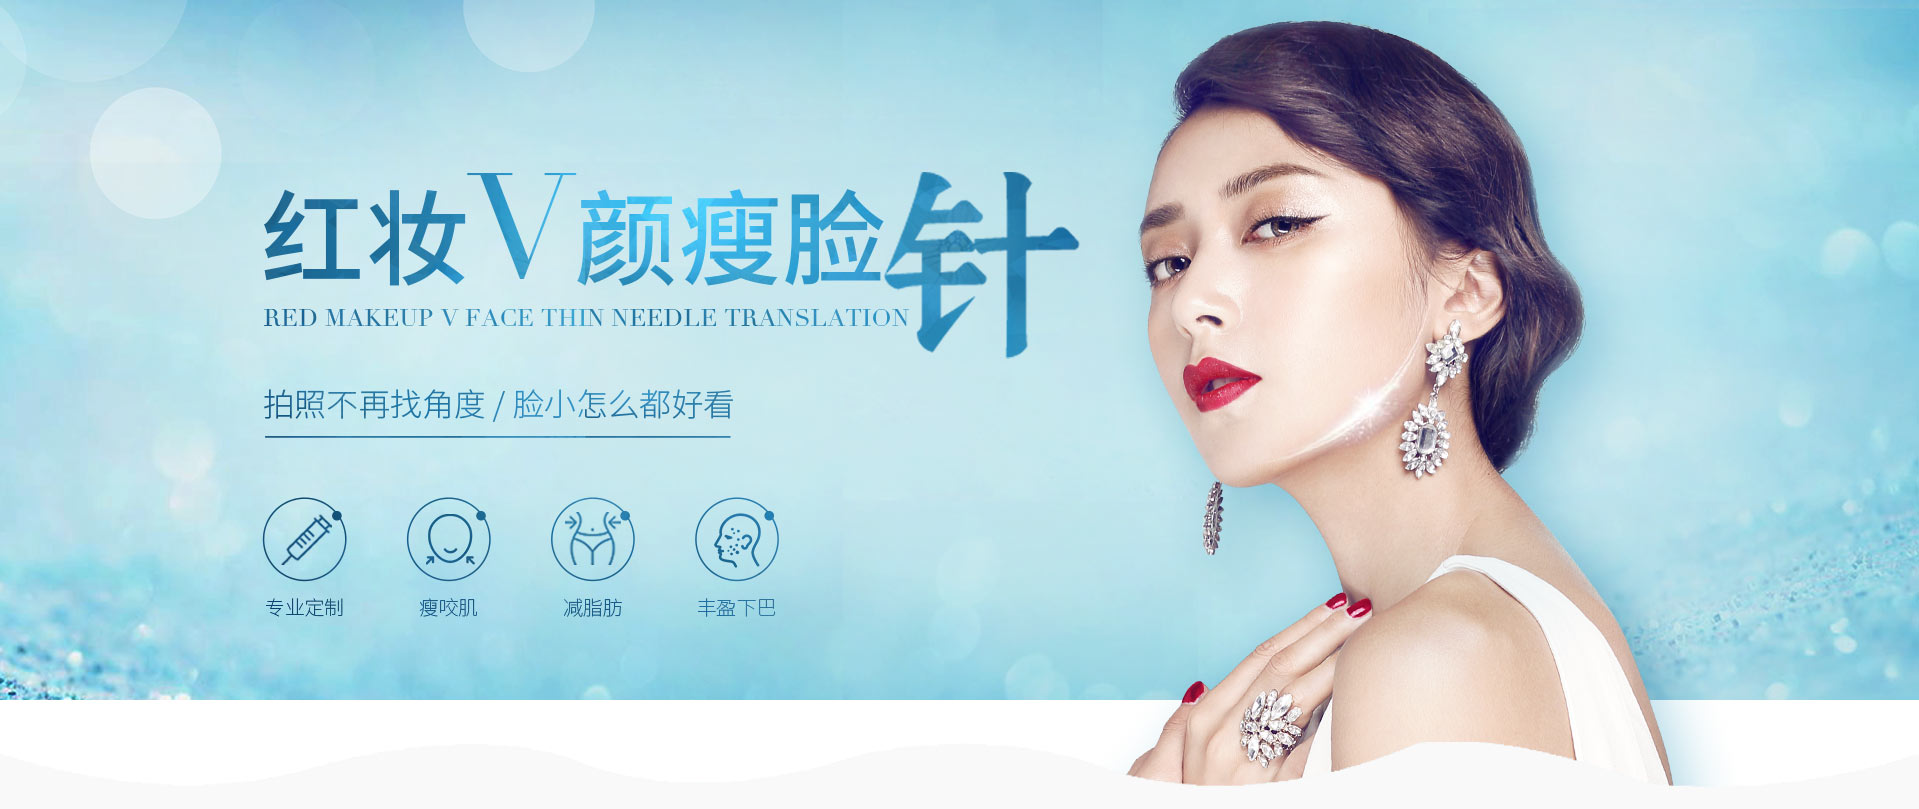 红妆V颜瘦脸针
RED MAKEUP V FACE THIN NEEDLE TRANSLATION
拍照不再找角度 / 脸小怎么都好看
专业定制 瘦咬肌 减脂肪 丰盈下巴